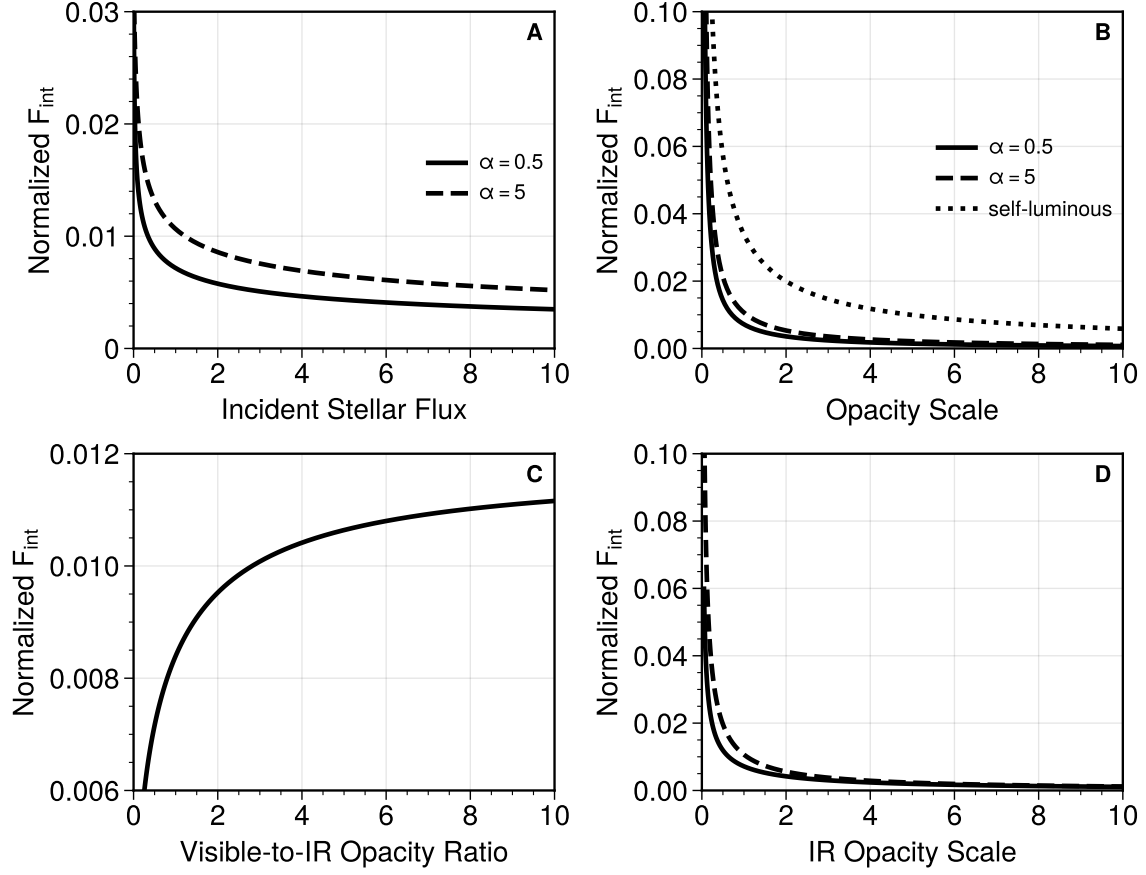 A
Normalized F_int
0.03
0.02
0.01
0
α = 0.5
α = 5
0 2 4 6 8 10
Incident Stellar Flux
B
Normalized F_int
0.10
0.08
0.06
0.04
0.02
0.00
α = 0.5
α = 5
self-luminous
0 2 4 6 8 10
Opacity Scale
C
Normalized F_int
0.012
0.010
0.008
0.006
0 2 4 6 8 10
Visible-to-IR Opacity Ratio
D
Normalized F_int
0.10
0.08
0.06
0.04
0.02
0.00
0 2 4 6 8 10
IR Opacity Scale